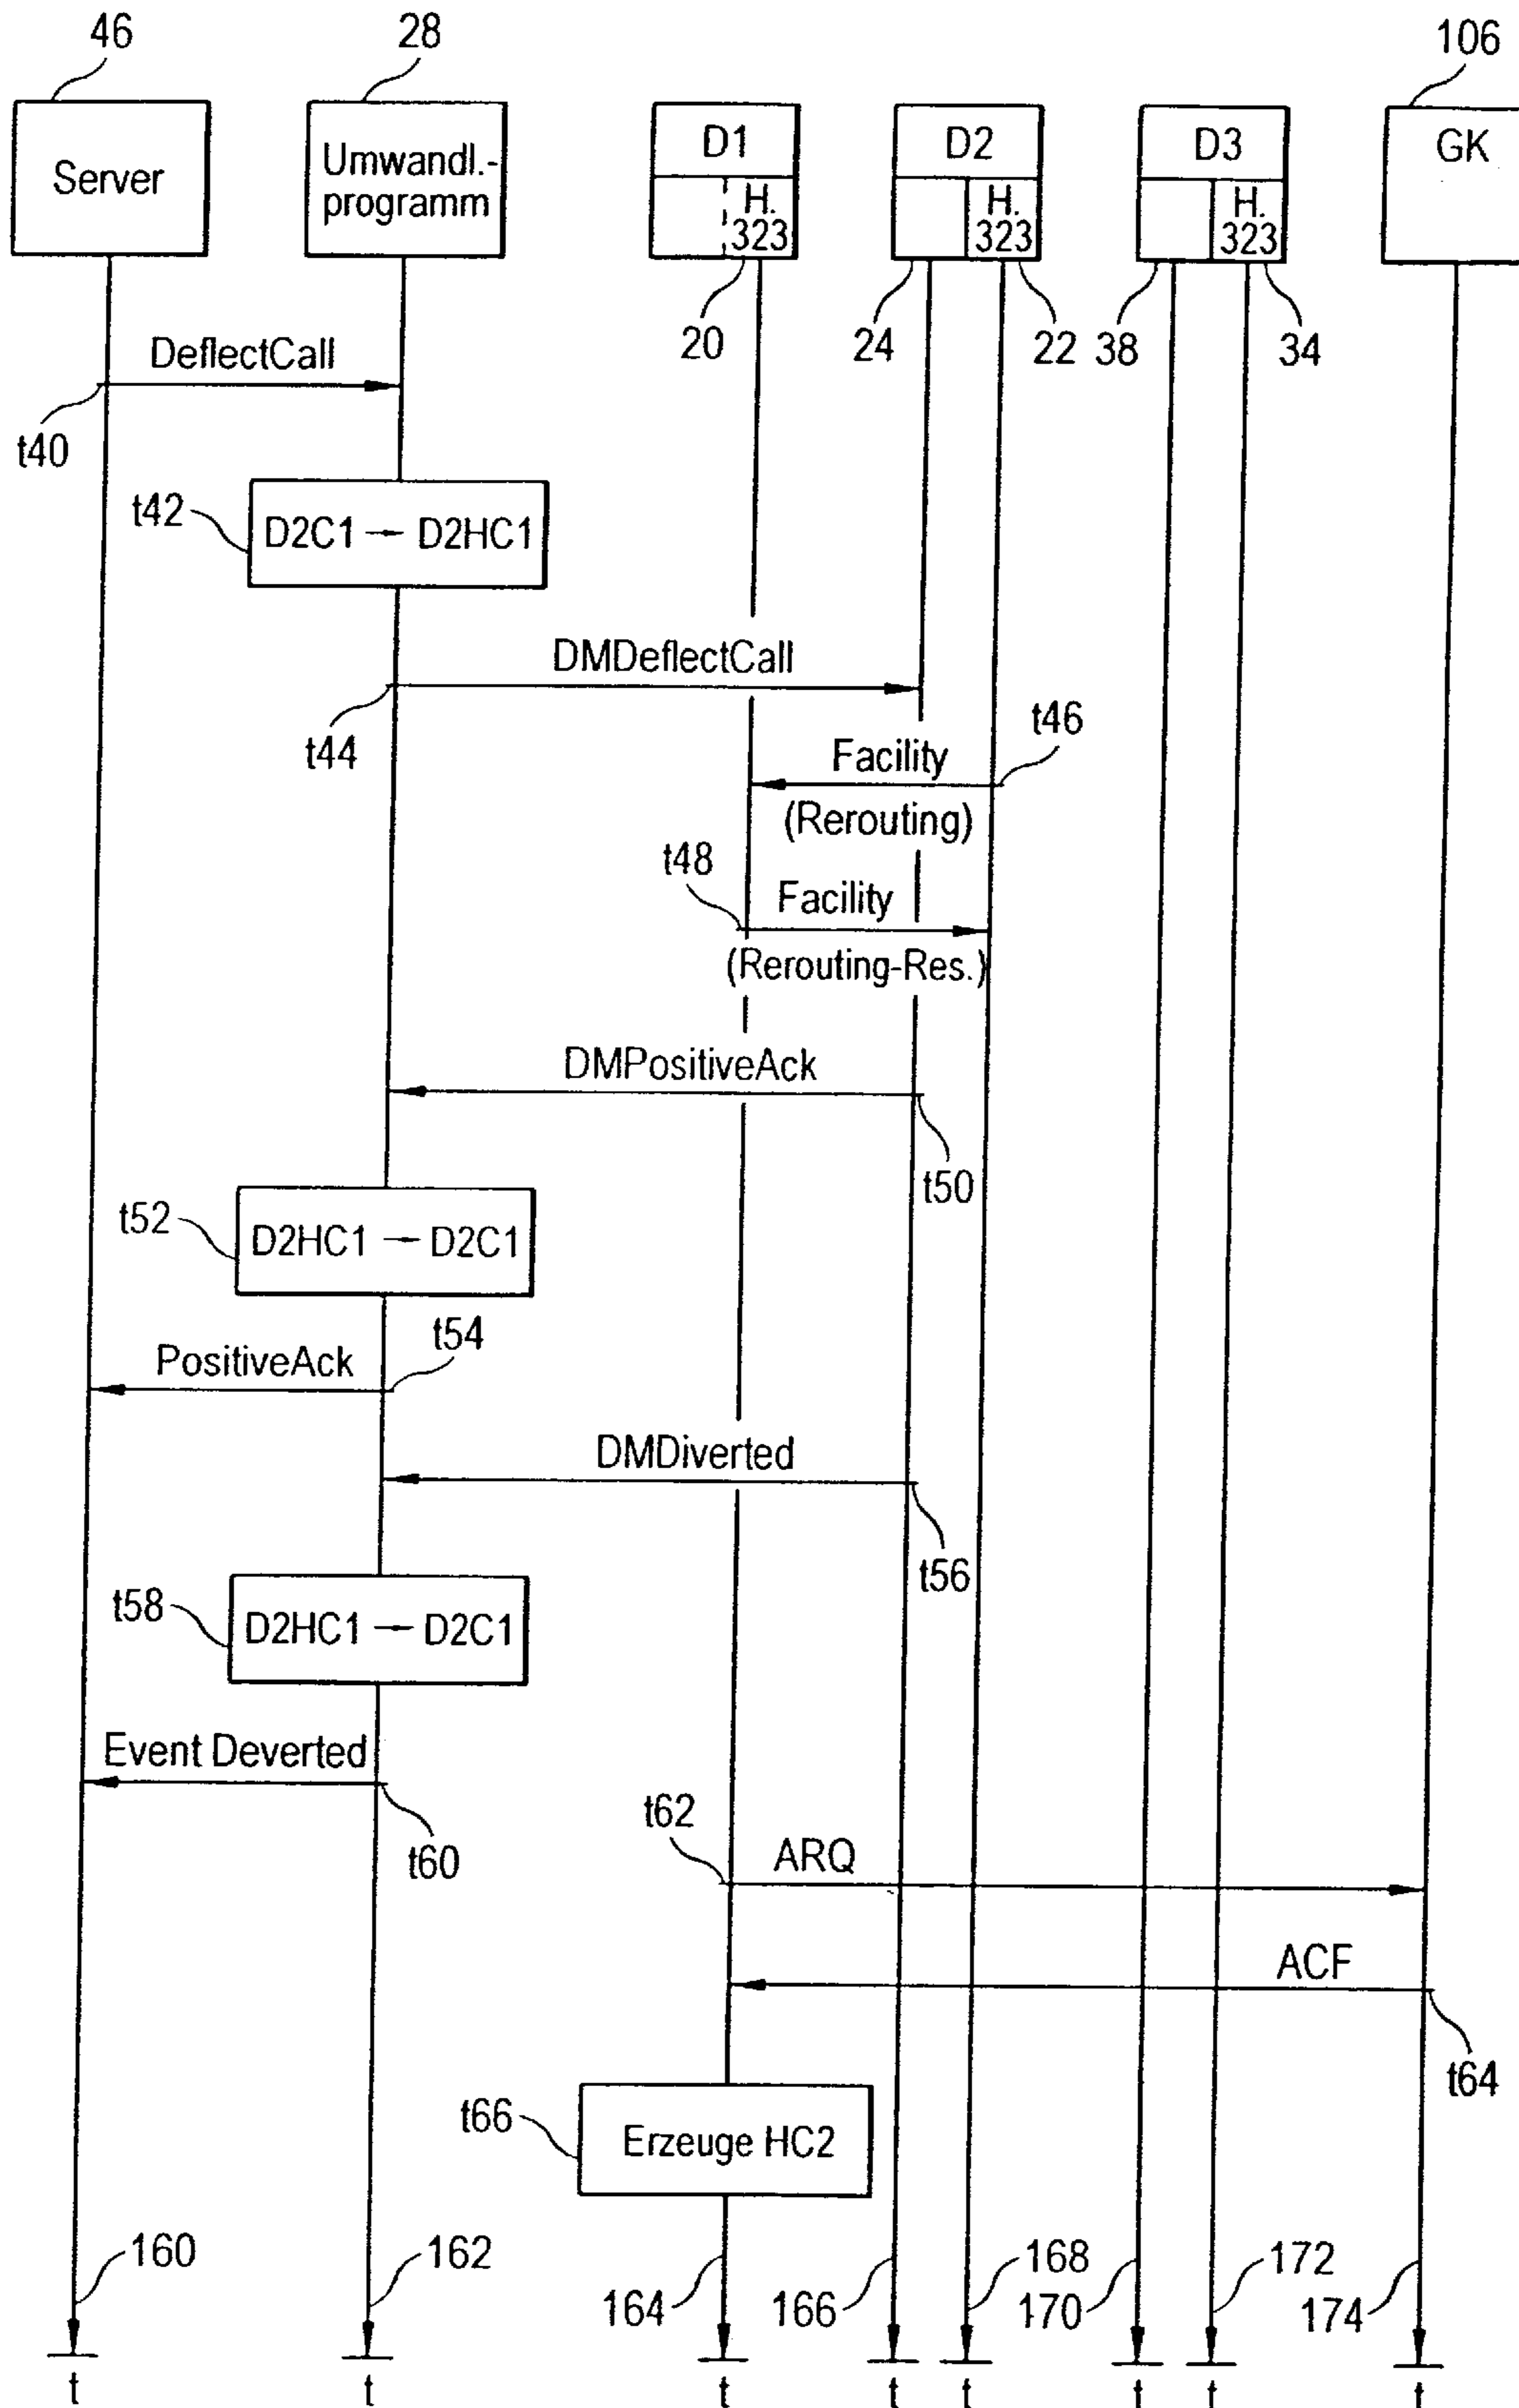 46
28
106
Server
Umwandl.-
programm
D1
H.
323
D2
H.
323
D3
H.
323
GK
20
24
22
38
34
DeflectCall
t40
t42
D2C1 → D2HC1
DMDeflectCall
t44
t46
Facility
(Rerouting)
t48
Facility
(Rerouting-Res.)
DMPositiveAck
t50
t52
D2HC1 → D2C1
t54
PositiveAck
DMDiverted
t56
t58
D2HC1 → D2C1
Event Deverted
t60
t62
ARQ
ACF
t64
t66
Erzeuge HC2
160
162
164
166
168
170
172
174
t
t
t
t
t
t
t
t